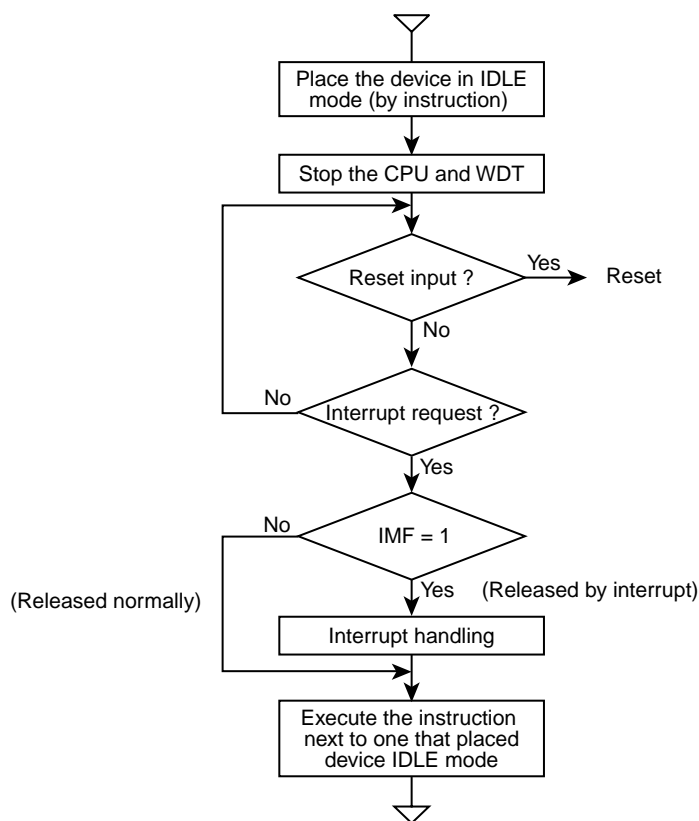 Place the device in IDLE
mode (by instruction)
Stop the CPU and WDT
Reset input ?
Yes
Reset
No
No
Interrupt request ?
Yes
No
IMF = 1
(Released normally)
Yes
(Released by interrupt)
Interrupt handling
Execute the instruction
next to one that placed
device IDLE mode